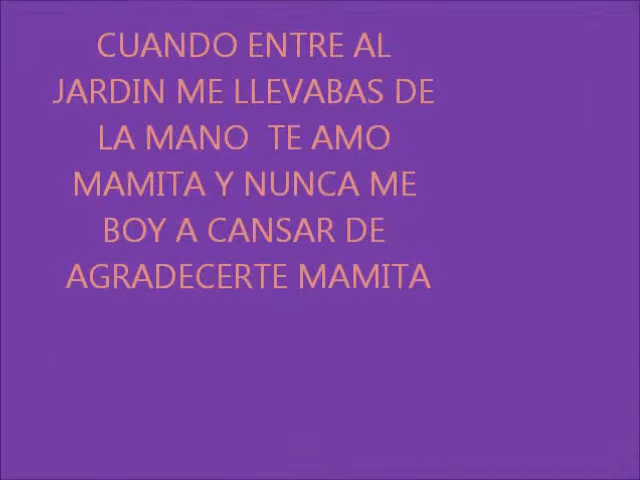 CUANDO ENTRE AL
JARDIN ME LLEVABAS DE
LA MANO  TE AMO
MAMITA Y NUNCA ME
BOY A CANSAR DE
AGRADECERTE MAMITA